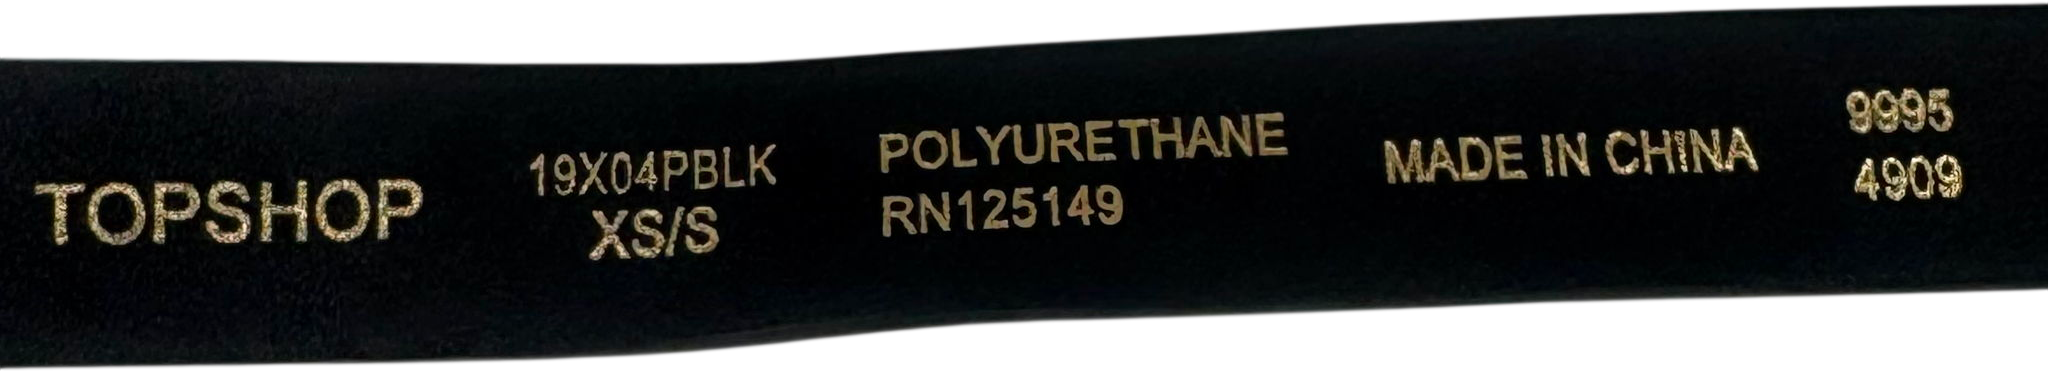 TOPSHOP
19X04PBLK
XS/S
POLYURETHANE
RN125149
MADE IN CHINA
9995
4909